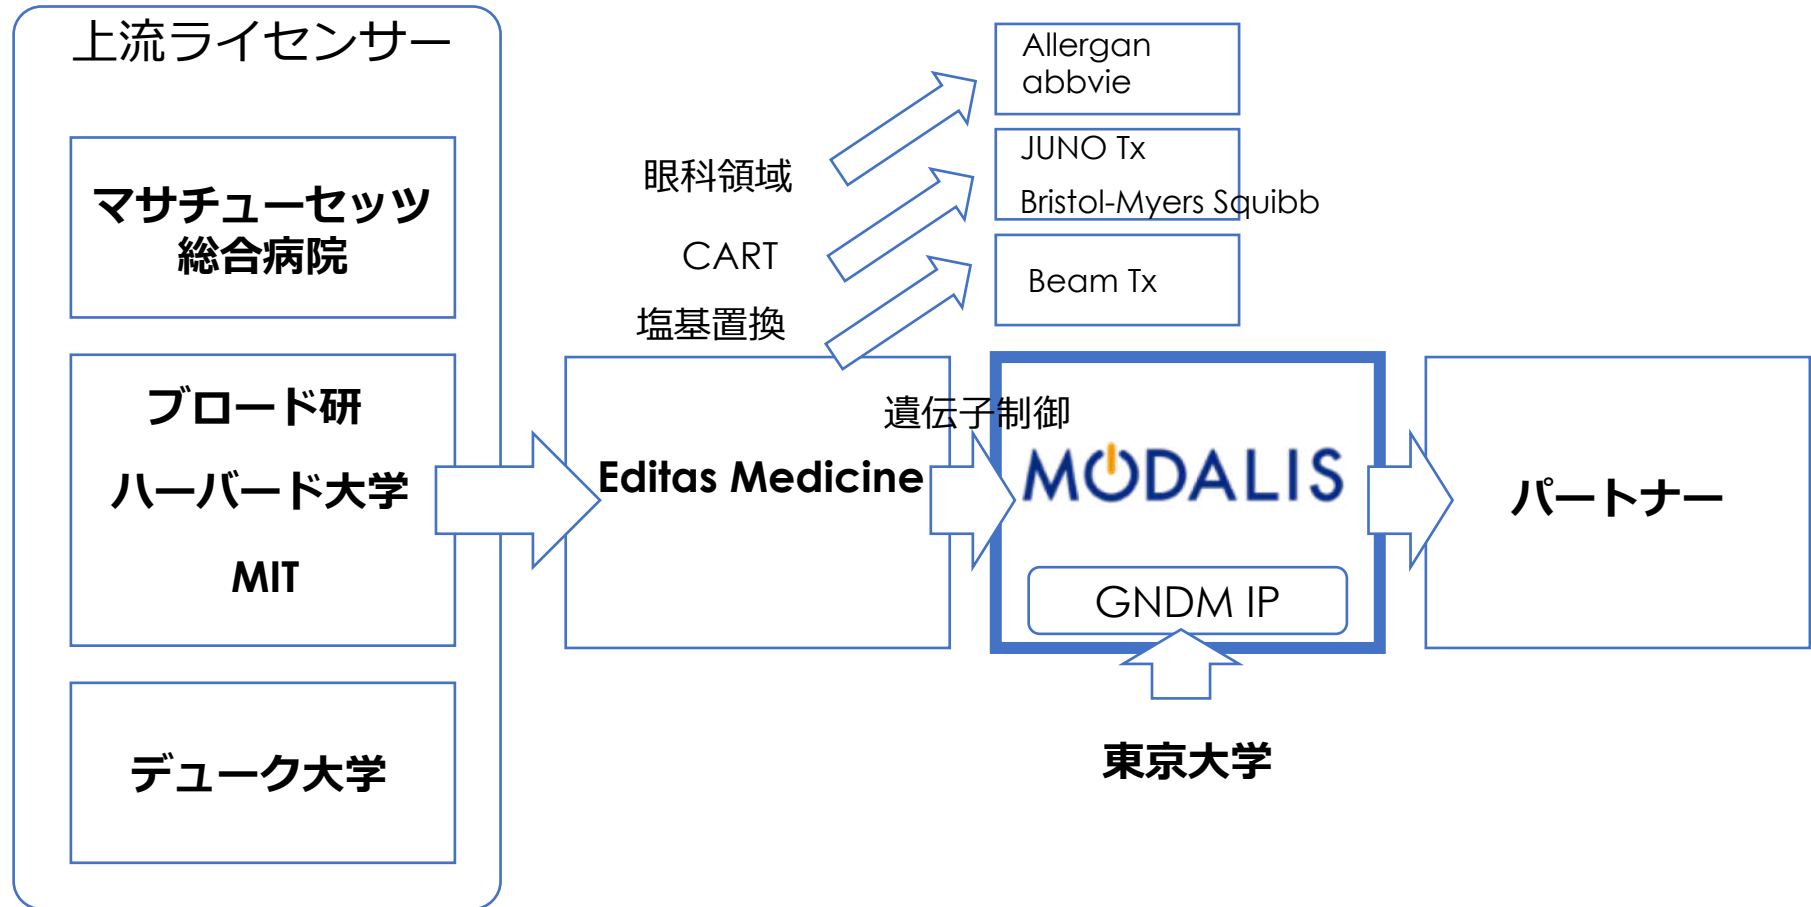 上流ライセンサー
マサチューセッツ
総合病院
ブロード研
ハーバード大学
MIT
デューク大学
眼科領域
CART
塩基置換
Allergan
abbvie
JUNO Tx
Bristol-Myers Squibb
Beam Tx
Editas Medicine
遺伝子制御
MODALIS
GNDM IP
東京大学
パートナー